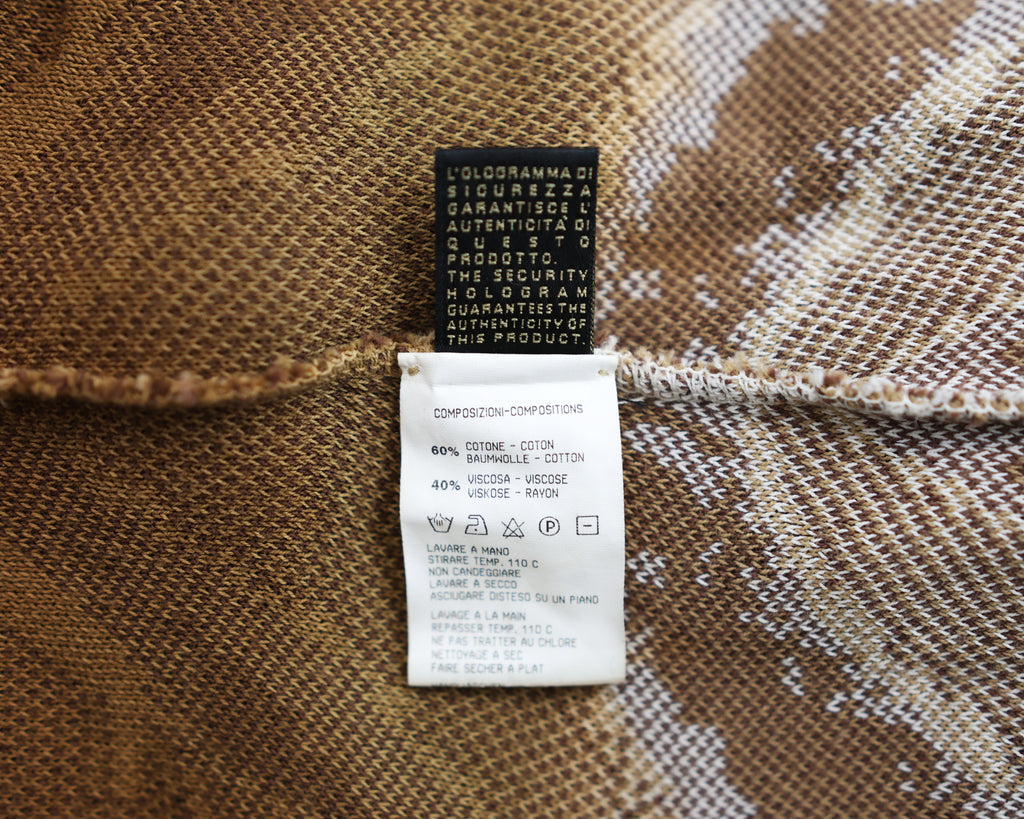 L'OLOGRAMMA DI
SICUREZZA
GARANTISCE L'
AUTENTICITÀ DI
QUESTO
PRODOTTO.
THE SECURITY
HOLOGRAM
GUARANTEES THE
AUTHENTICITY OF
THIS PRODUCT.
COMPOSIZIONI-COMPOSITIONS
60% COTONE - COTON
BAUMWOLLE - COTTON
40% VISCOSA - VISCOSE
VISKOSE - RAYON
P
LAVARE A MANO
STIRARE TEMP. 110 C
NON CANDEGGIARE
LAVARE A SECCO
ASCIUGARE DISTESO SU UN PIANO
LAVAGE A LA MAIN
REPASSER TEMP. 110 C
NE PAS TRATTER AU CHLORE
NETTOYAGE A SEC
FAIRE SECHER A PLAT